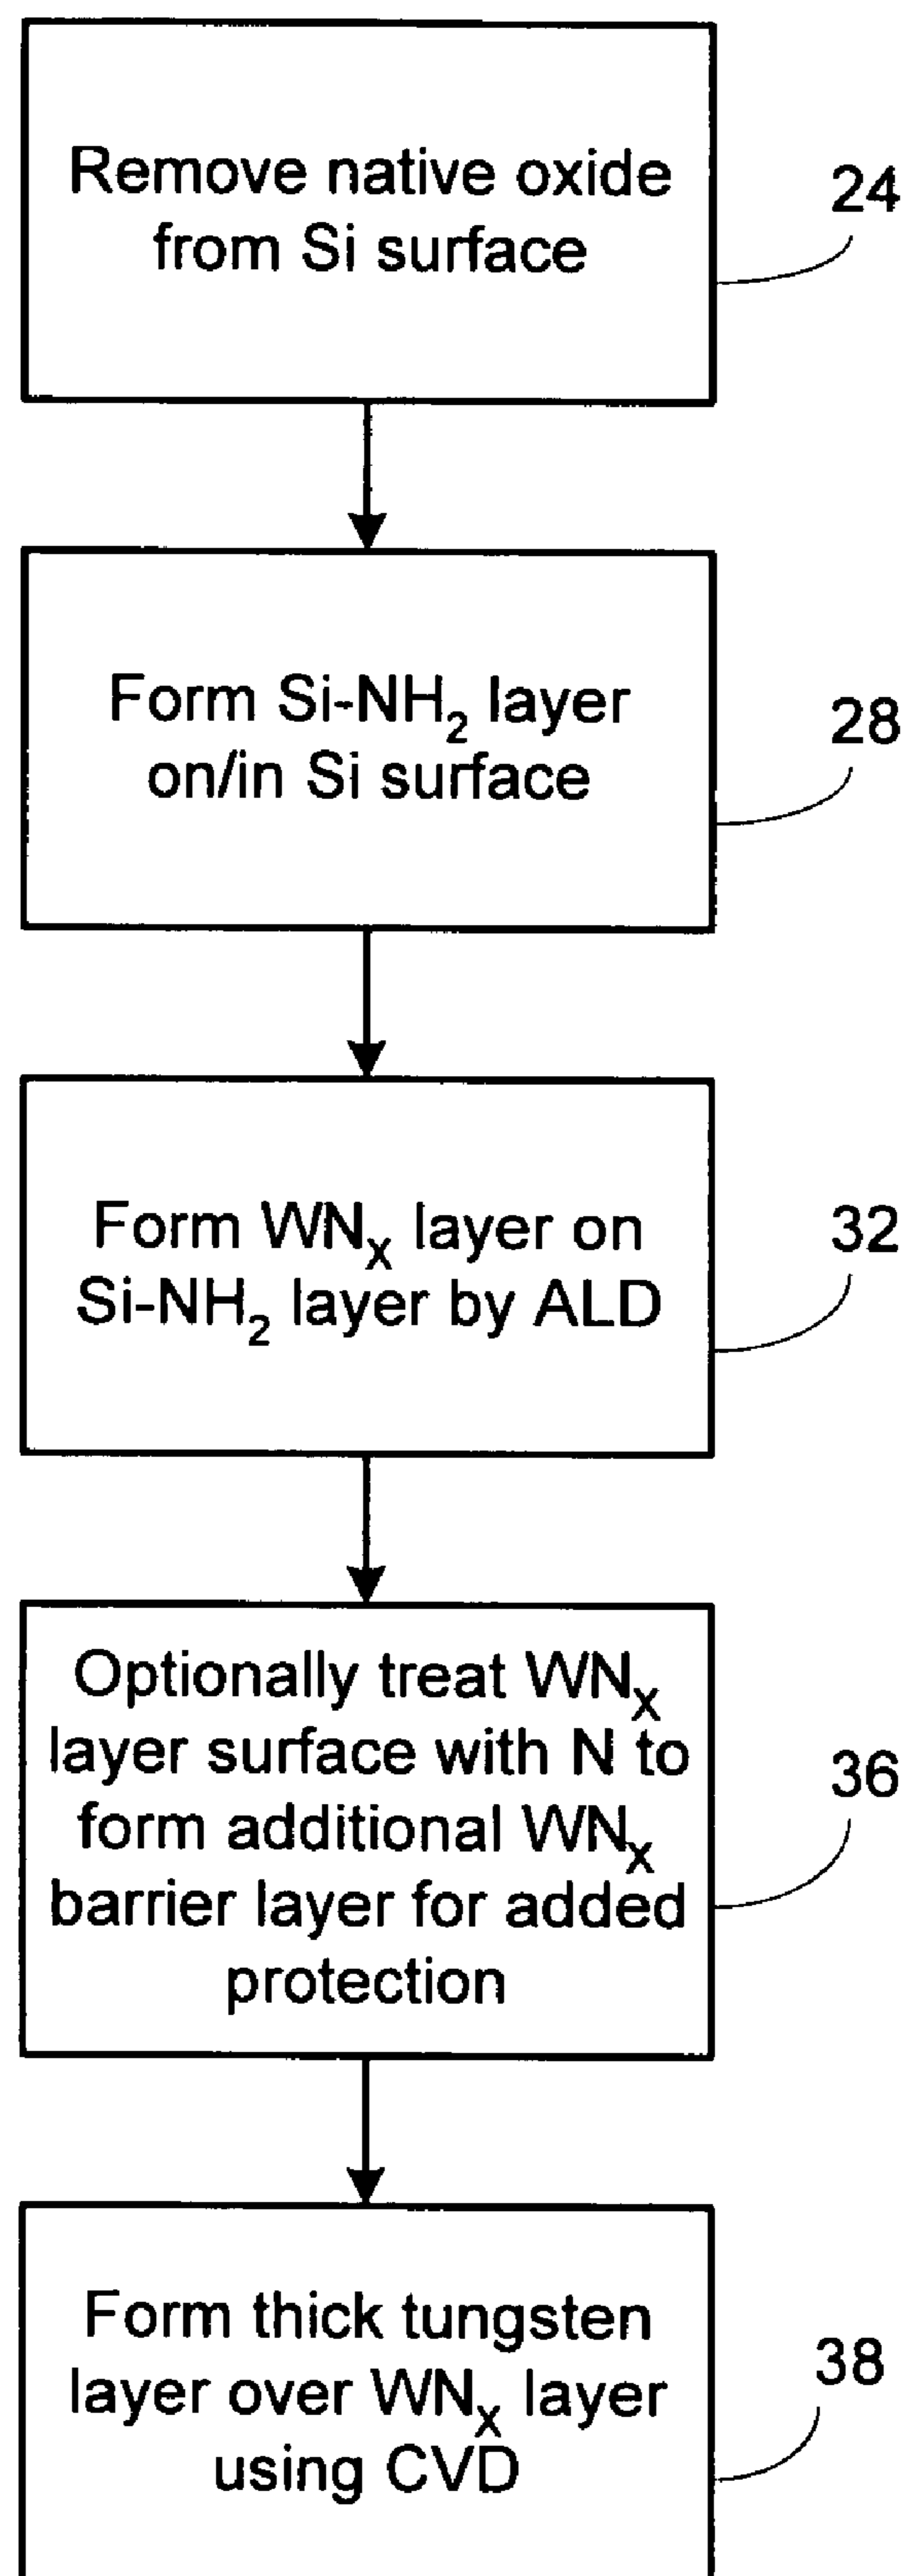 Remove native oxide
from Si surface
24
Form Si-NH₂ layer
on/in Si surface
28
Form WNₓ layer on
Si-NH₂ layer by ALD
32
Optionally treat WNₓ
layer surface with N to
form additional WNₓ
barrier layer for added
protection
36
Form thick tungsten
layer over WNₓ layer
using CVD
38